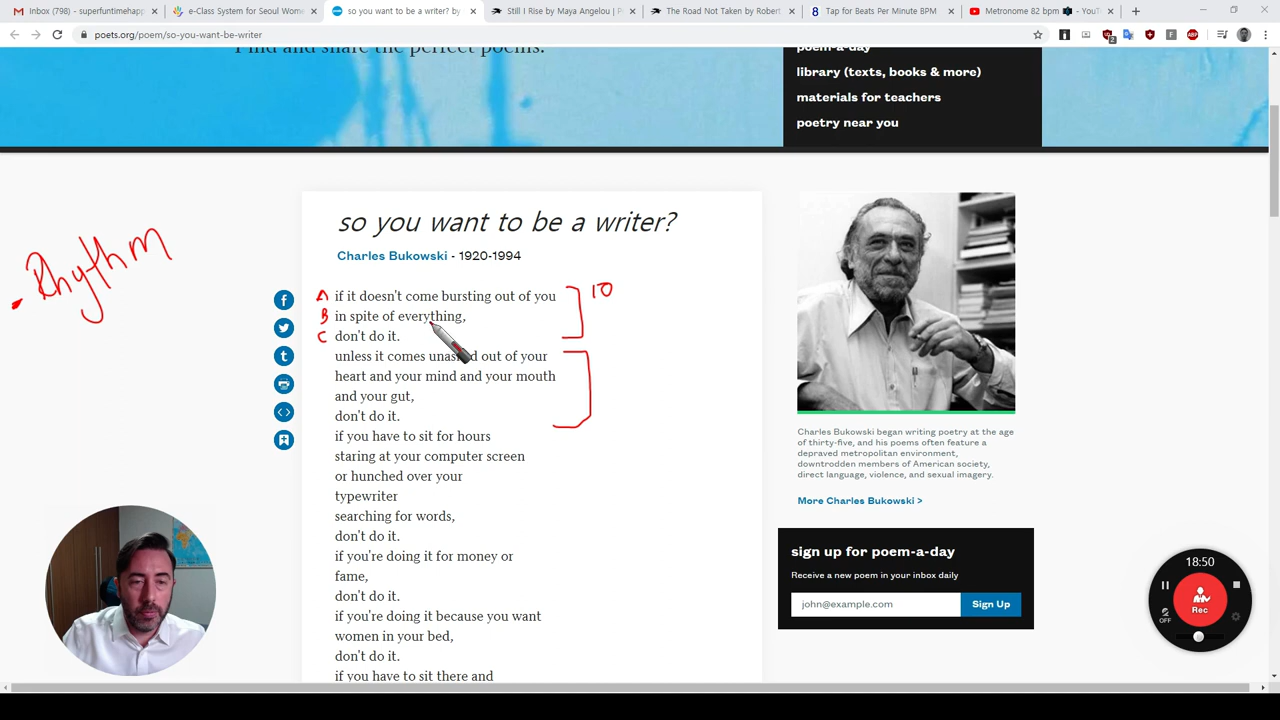 Inbox (798) - superfuntimehapp
e-Class System for Seoul Wome
so you want to be a writer? by
Still I Rise by Maya Angelou | P
The Road Not Taken by Robert
Tap for Beats Per Minute BPM
Metronome 82 bpm - YouT
poets.org/poem/so-you-want-be-writer
2
ABP
Find and share the perfect poems.
poem-a-day
library (texts, books & more)
materials for teachers
poetry near you
Rhythm
so you want to be a writer?
Charles Bukowski - 1920-1994
A if it doesn't come bursting out of you 10
B in spite of everything,
C don't do it.
unless it comes unasked out of your
heart and your mind and your mouth
and your gut,
don't do it.
if you have to sit for hours
staring at your computer screen
or hunched over your
typewriter
searching for words,
don't do it.
if you're doing it for money or
fame,
don't do it.
if you're doing it because you want
women in your bed,
don't do it.
if you have to sit there and
Charles Bukowski began writing poetry at the age
of thirty-five, and his poems often feature a
depraved metropolitan environment,
downtrodden members of American society,
direct language, violence, and sexual imagery.
More Charles Bukowski >
sign up for poem-a-day
Receive a new poem in your inbox daily
john@example.com
Sign Up
18:50
Rec
OFF